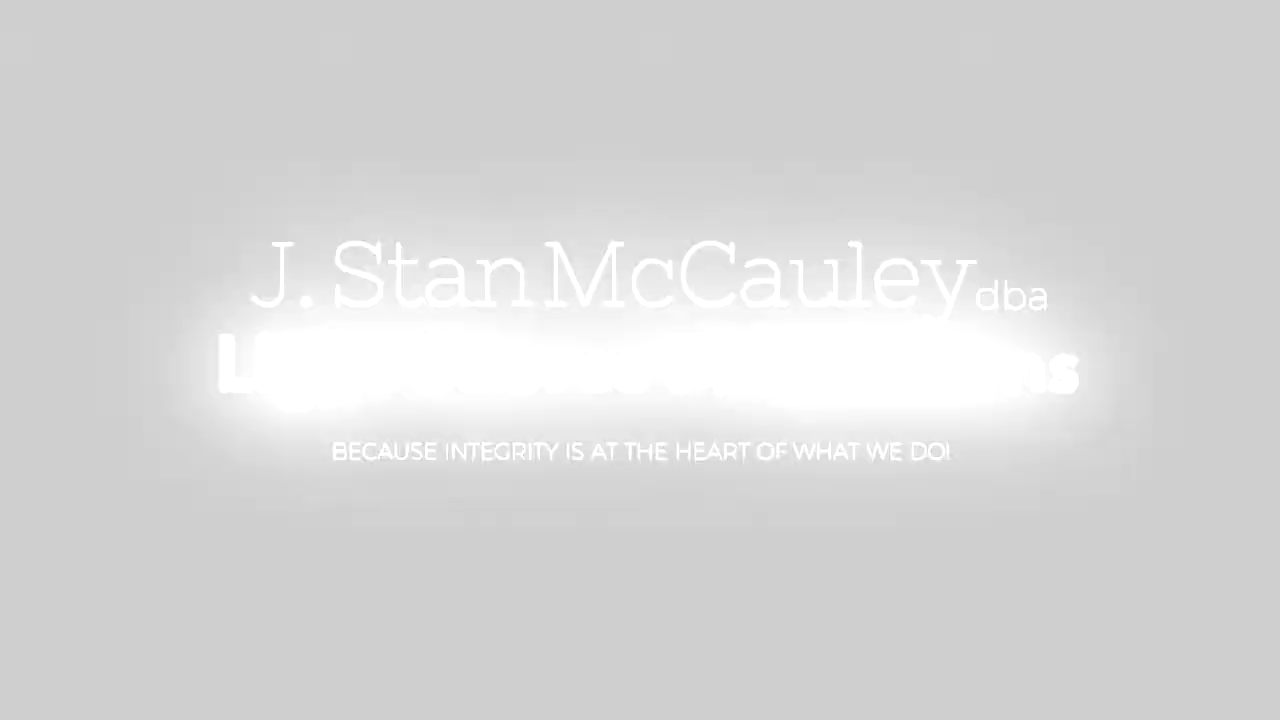 J. Stan McCauley dba
BECAUSE INTEGRITY IS AT THE HEART OF WHAT WE DO!